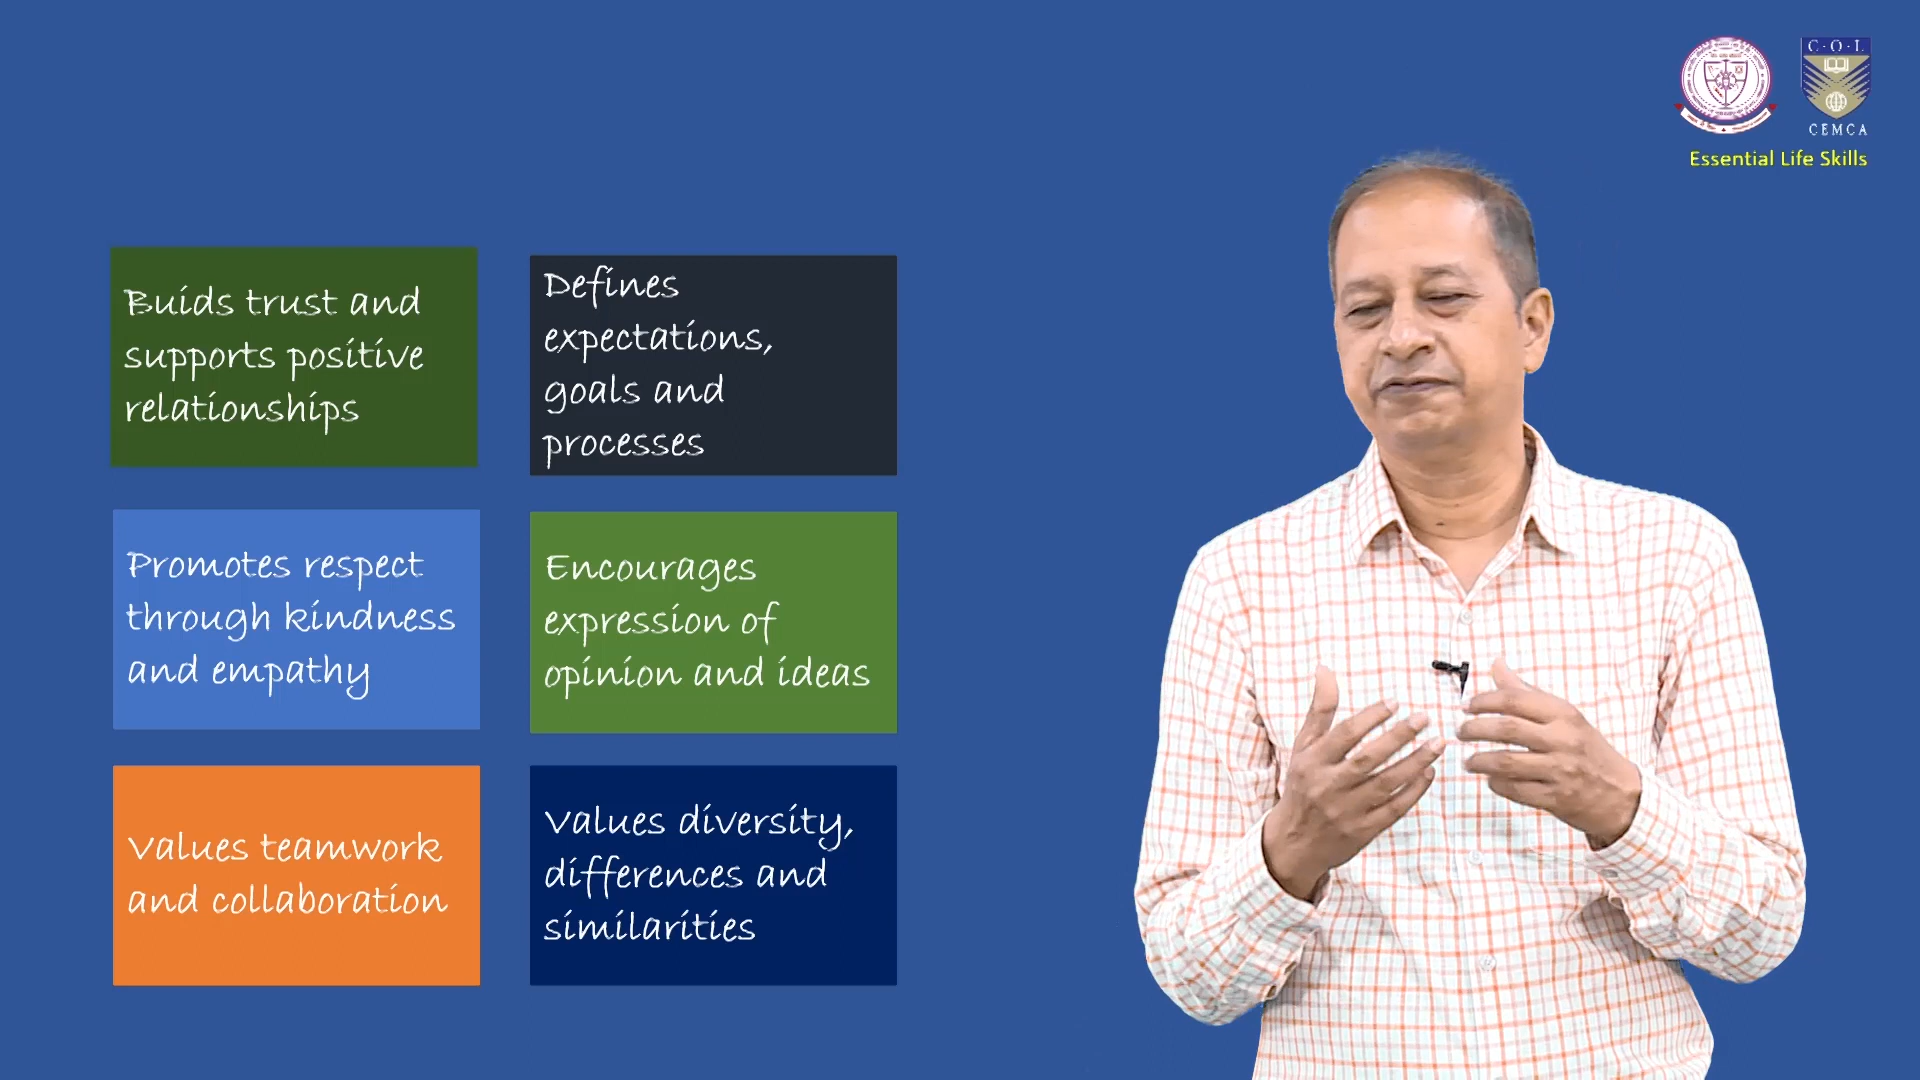 C·O·L
CEMCA
Essential Life Skills
Buids trust and
supports positive
relationships
Defines
expectations,
goals and
processes
Promotes respect
through kindness
and empathy
Encourages
expression of
opinion and ideas
Values teamwork
and collaboration
Values diversity,
differences and
similarities